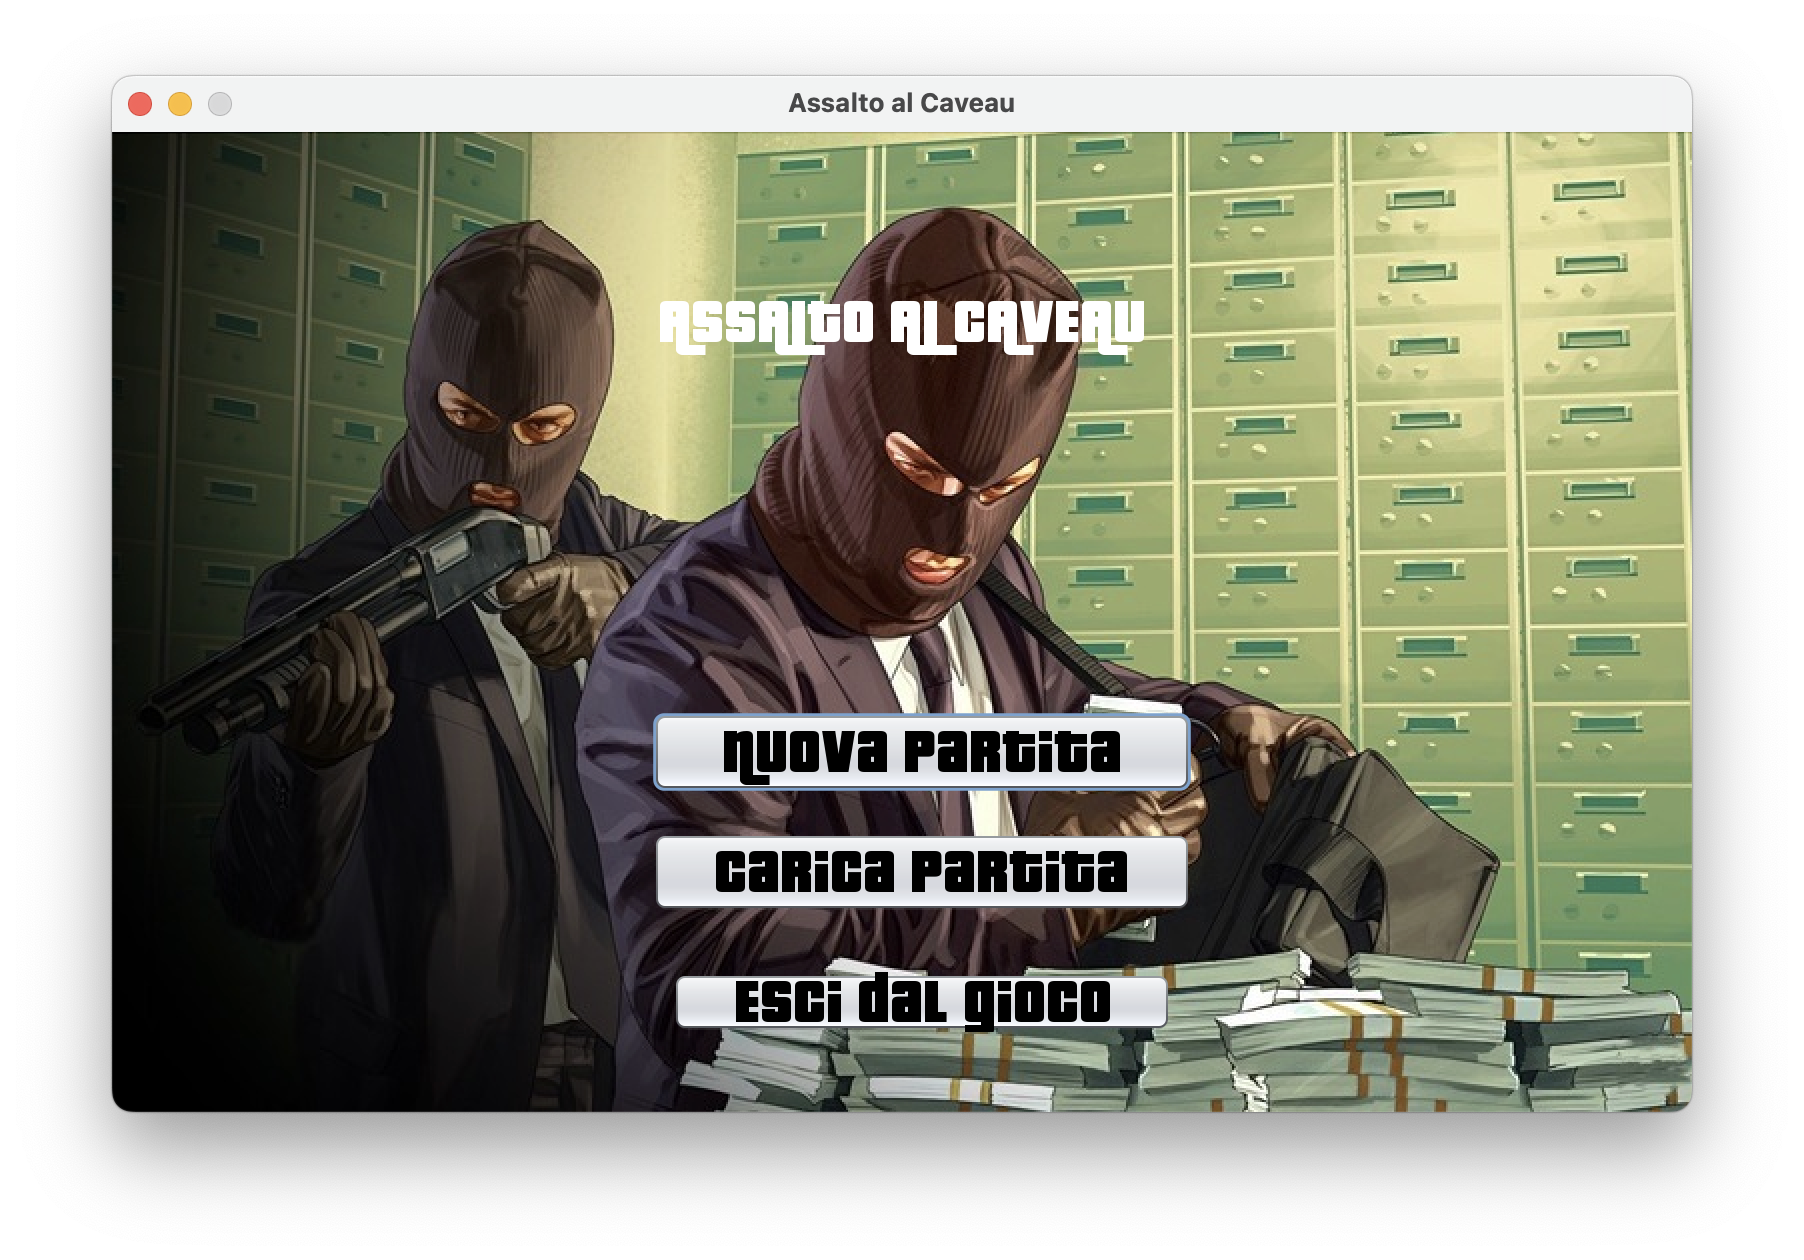 Assalto al Caveau
ASSALTO AL CAVEAU
NUOVA PARTITA
CARICA PARTITA
ESCI DAL GIOCO